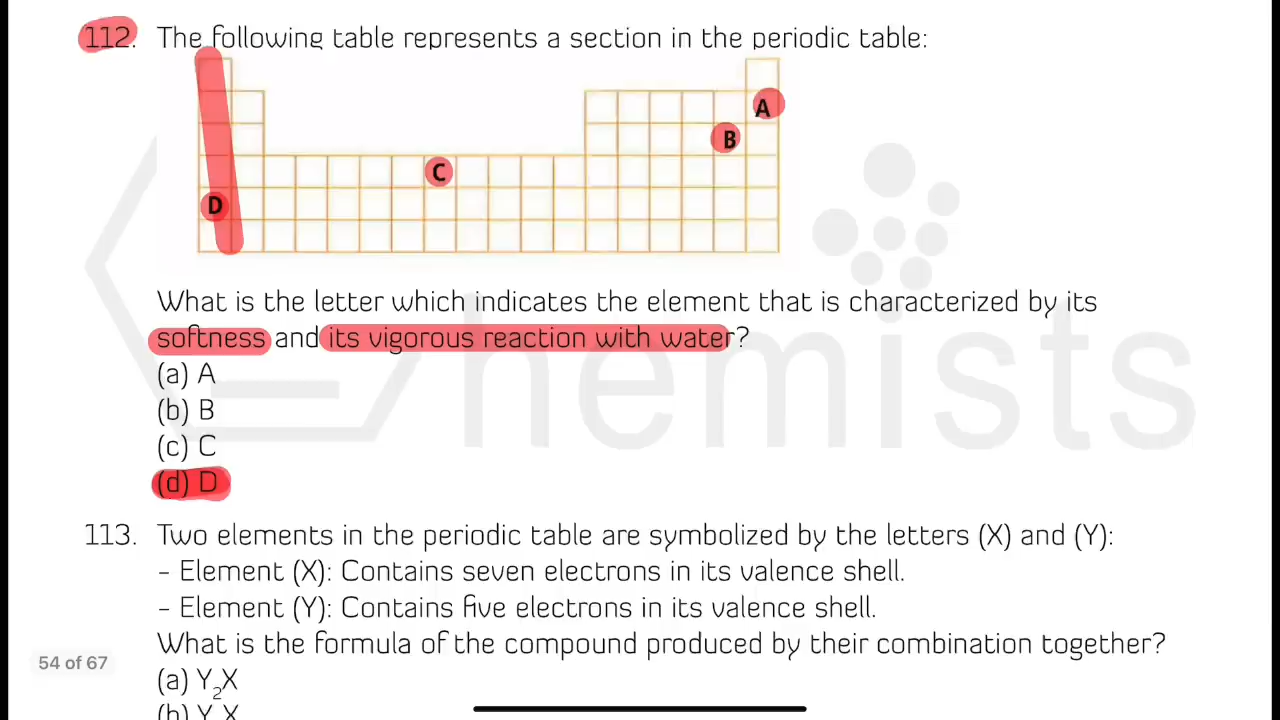 112. The following table represents a section in the periodic table:
A
B
C
D
What is the letter which indicates the element that is characterized by its
softness and its vigorous reaction with water?
(a) A
(b) B
(c) C
(d) D
hemists
113. Two elements in the periodic table are symbolized by the letters (X) and (Y):
- Element (X): Contains seven electrons in its valence shell.
- Element (Y): Contains five electrons in its valence shell.
What is the formula of the compound produced by their combination together?
54 of 67
(a) Y₂X